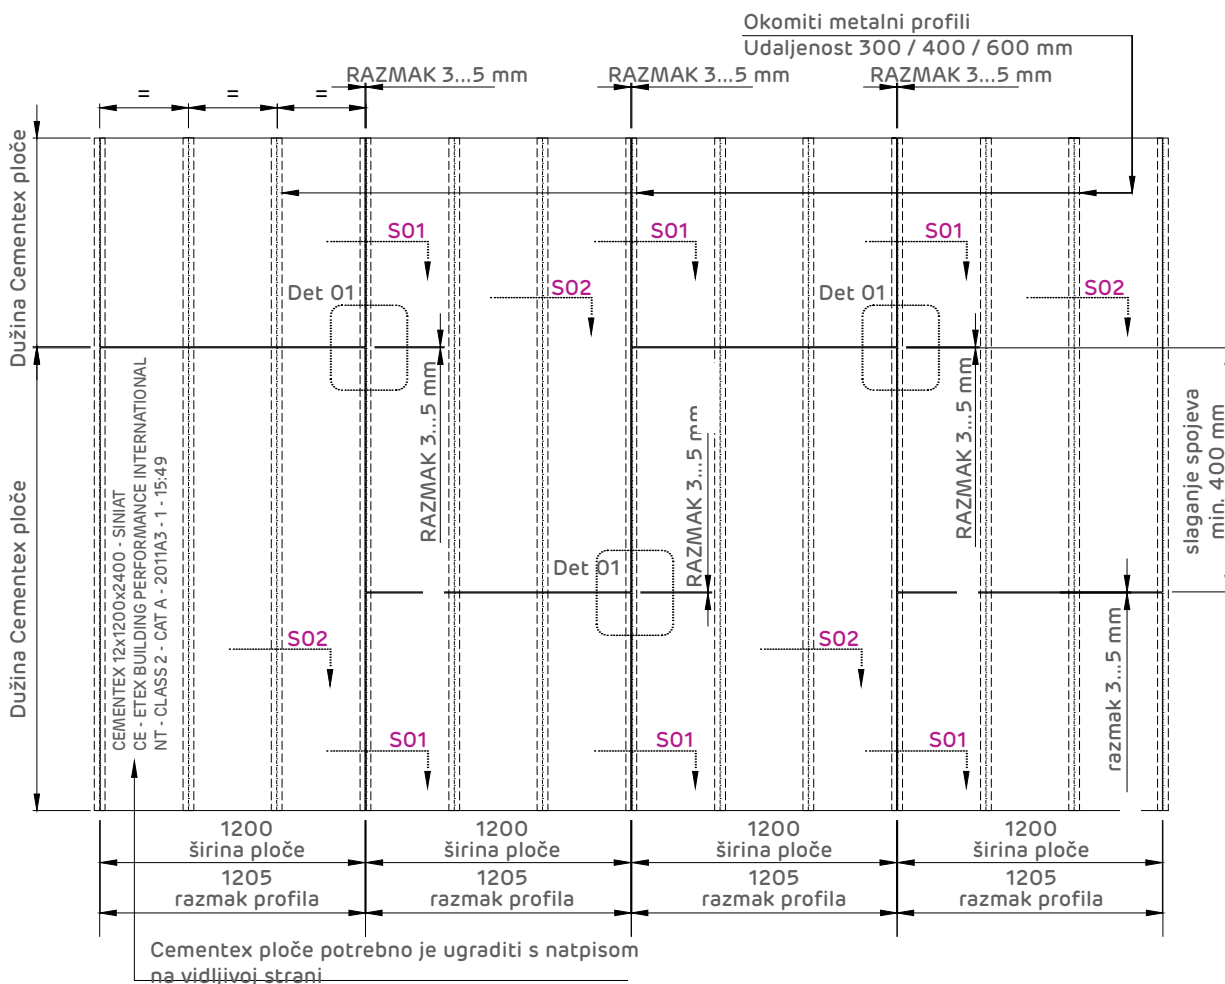 Okomiti metalni profili
Udaljenost 300 / 400 / 600 mm
RAZMAK 3...5 mm
RAZMAK 3...5 mm
RAZMAK 3...5 mm
=
=
=
Dužina Cementex ploče
S01
S01
S01
S02
S02
Det 01
Det 01
RAZMAK 3...5 mm
RAZMAK 3...5 mm
RAZMAK 3...5 mm
slaganje spojeva
min. 400 mm
Dužina Cementex ploče
CEMENTEX 12x1200x2400 - SINIAT
CE - ETEX BUILDING PERFORMANCE INTERNATIONAL
NT - CLASS 2 - CAT A - 2011A3 - 1 - 15:49
Det 01
S02
S02
razmak 3...5 mm
S01
S01
S01
1200
širina ploče
1200
širina ploče
1200
širina ploče
1200
širina ploče
1205
razmak profila
1205
razmak profila
1205
razmak profila
1205
razmak profila
Cementex ploče potrebno je ugraditi s natpisom
na vidljivoj strani